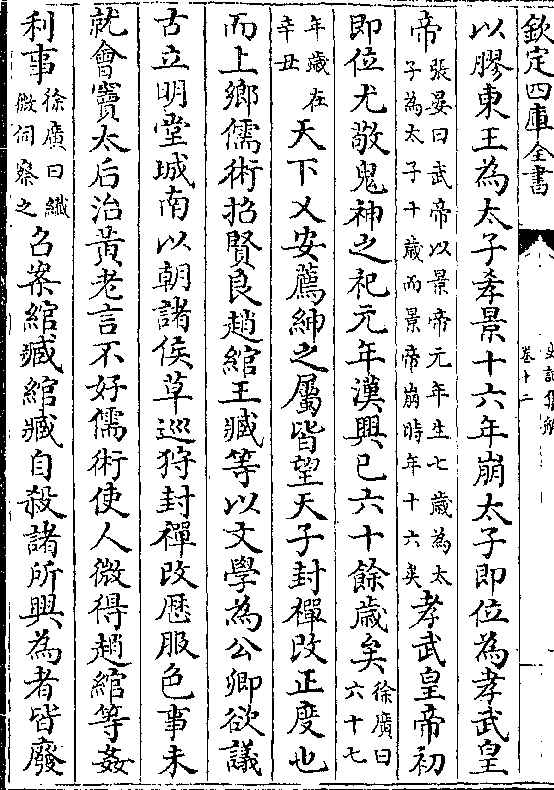 欽定四庫全書
卷十二
以膠東王為太子孝景十六年崩太子即位為孝武皇
帝張晏曰武帝以景帝元年生七歲為太子為太子十歲而景帝崩時年十六矣孝武皇帝初
即位尤敬鬼神之祀元年漢興已六十餘歲矣徐廣曰六十七
年歲在辛丑天下乂安薦紳之屬皆望天子封禪改正度也
而上鄉儒術招賢良趙綰王臧等以文學為公卿欲議
古立明堂城南以朝諸侯草巡狩封禪改厯服色事未
就會竇太后治黃老言不好儒術使人微得趙綰等姦
利事徐廣曰纖微伺察之召案綰臧綰臧自殺諸所興為者皆廢